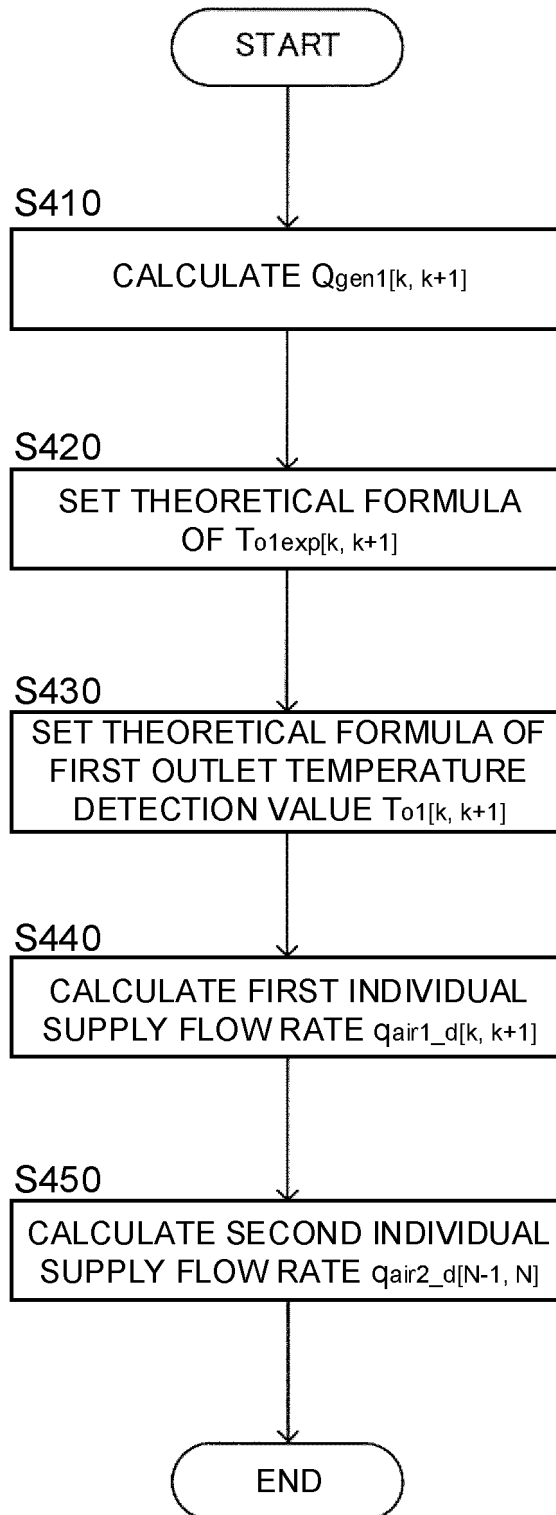 START
S410
CALCULATE Qgen1[k, k+1]
S420
SET THEORETICAL FORMULA
OF To1exp[k, k+1]
S430
SET THEORETICAL FORMULA OF
FIRST OUTLET TEMPERATURE
DETECTION VALUE To1[k, k+1]
S440
CALCULATE FIRST INDIVIDUAL
SUPPLY FLOW RATE qair1_d[k, k+1]
S450
CALCULATE SECOND INDIVIDUAL
SUPPLY FLOW RATE qair2_d[N-1, N]
END